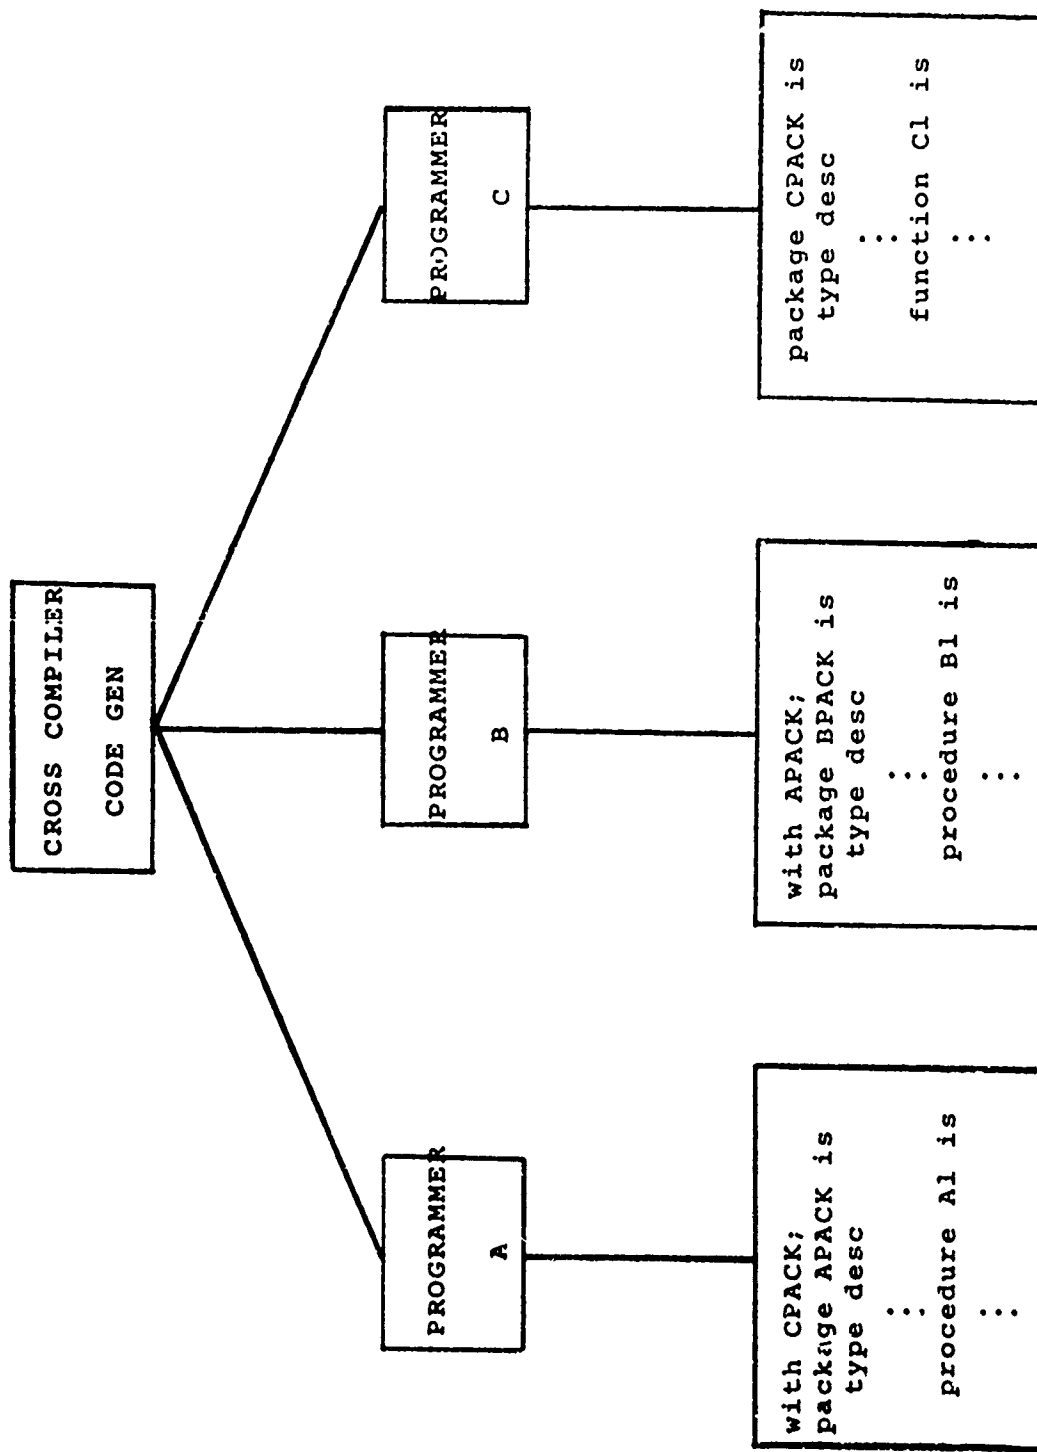 CROSS COMPILER
CODE GEN
PROGRAMMER
A
PROGRAMMER
B
PROGRAMMER
C
with CPACK;
package APACK is
type desc
...
procedure A1 is
...
with APACK;
package BPACK is
type desc
...
procedure B1 is
...
package CPACK is
type desc
...
function C1 is
...